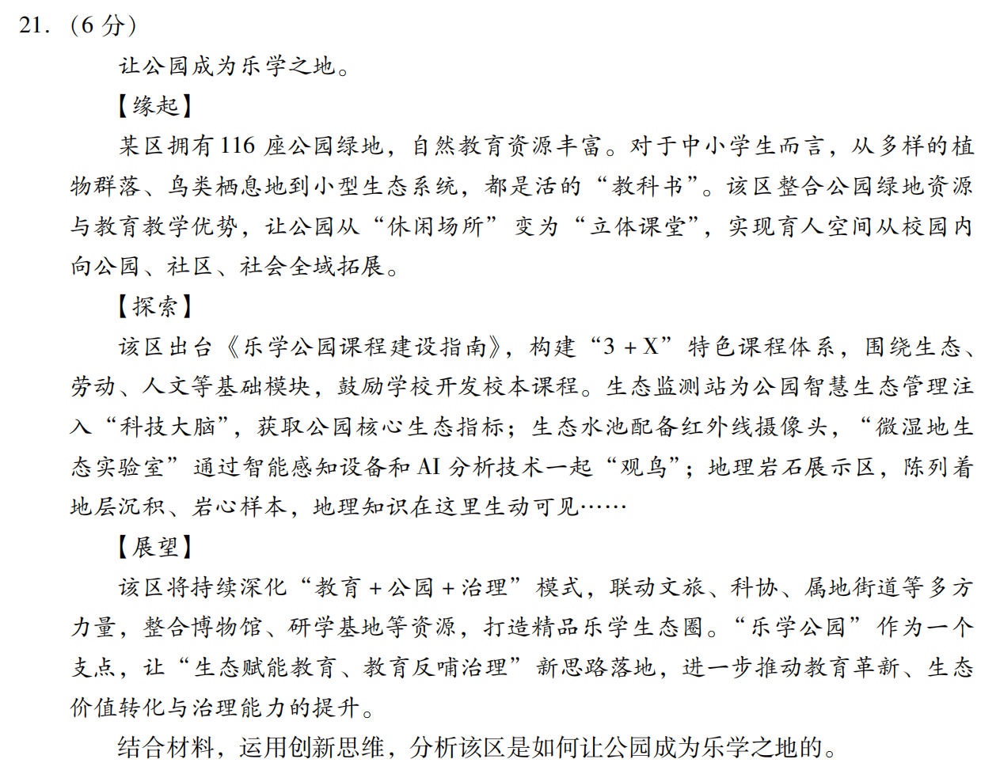 21.（6 分）
让公园成为乐学之地。
【缘起】
某区拥有 116 座公园绿地，自然教育资源丰富。对于中小学生而言，从多样的植
物群落、鸟类栖息地到小型生态系统，都是活的“教科书”。该区整合公园绿地资源
与教育教学优势，让公园从“休闲场所”变为“立体课堂”，实现育人空间从校园内
向公园、社区、社会全域拓展。
【探索】
该区出台《乐学公园课程建设指南》，构建“3 + X”特色课程体系，围绕生态、
劳动、人文等基础模块，鼓励学校开发校本课程。生态监测站为公园智慧生态管理注
入“科技大脑”，获取公园核心生态指标；生态水池配备红外线摄像头，“微湿地生
态实验室”通过智能感知设备和 AI 分析技术一起“观鸟”；地理岩石展示区，陈列着
地层沉积、岩心样本，地理知识在这里生动可见……
【展望】
该区将持续深化“教育 + 公园 + 治理”模式，联动文旅、科协、属地街道等多方
力量，整合博物馆、研学基地等资源，打造精品乐学生态圈。“乐学公园”作为一个
支点，让“生态赋能教育、教育反哺治理”新思路落地，进一步推动教育革新、生态
价值转化与治理能力的提升。
结合材料，运用创新思维，分析该区是如何让公园成为乐学之地的。